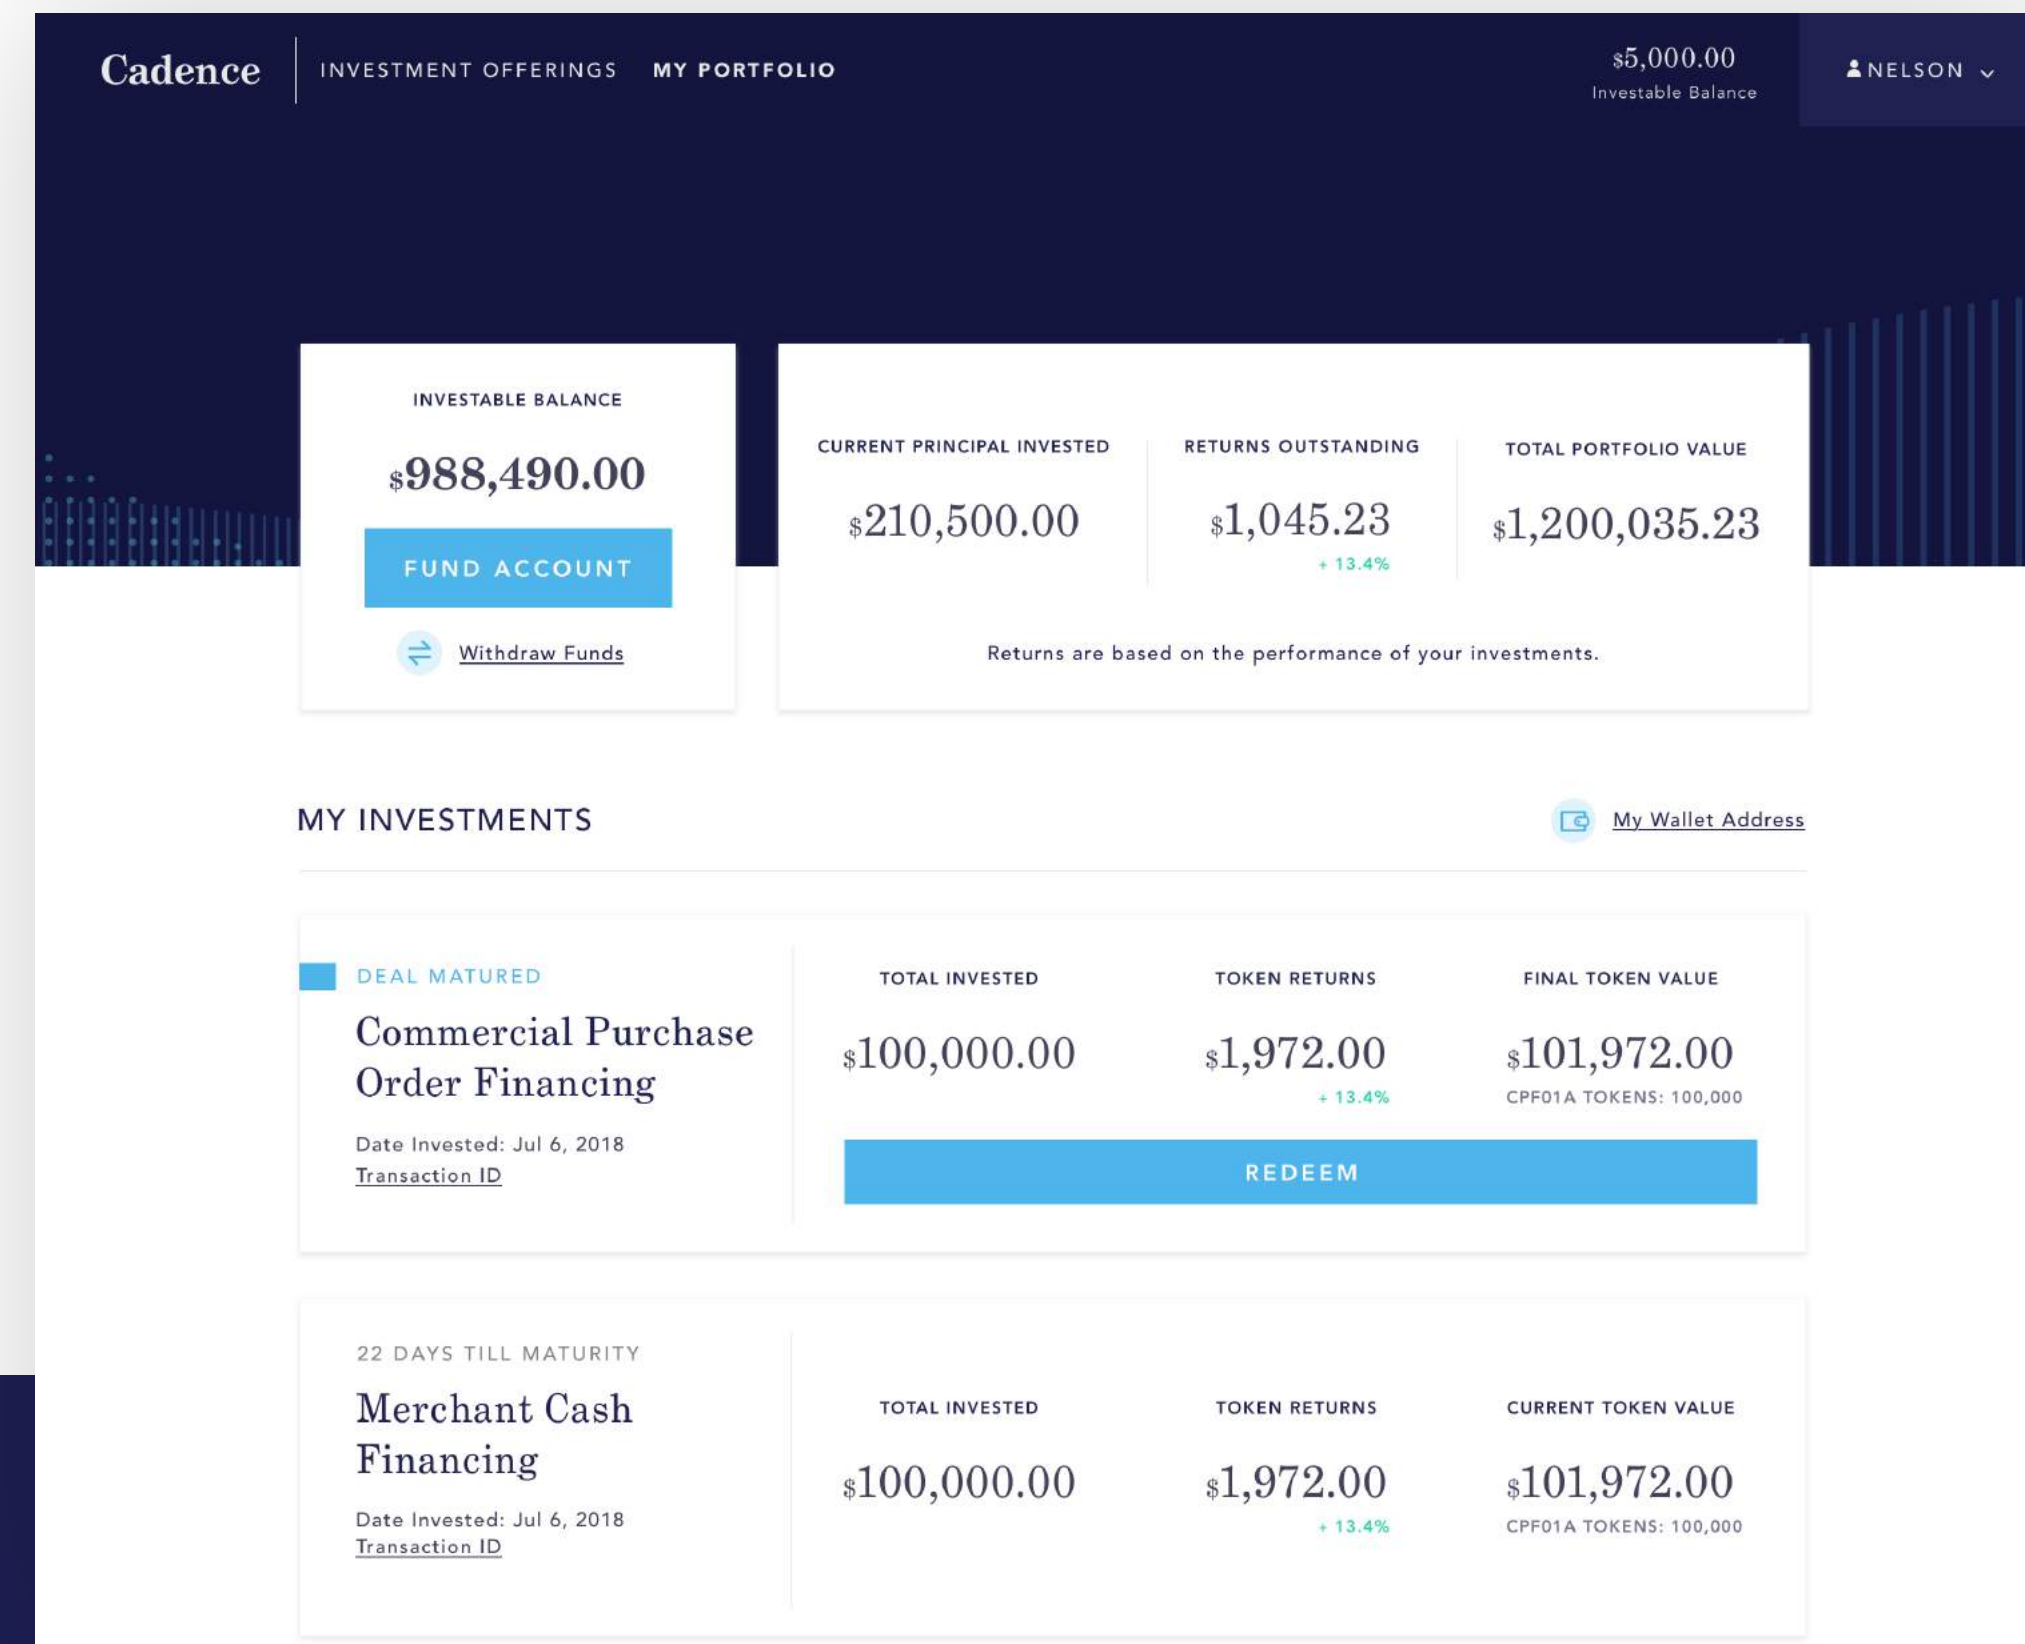 Cadence
INVESTMENT OFFERINGS
MY PORTFOLIO
$5,000.00
Investable Balance
NELSON
INVESTABLE BALANCE
$988,490.00
FUND ACCOUNT
Withdraw Funds
CURRENT PRINCIPAL INVESTED
$210,500.00
RETURNS OUTSTANDING
$1,045.23
+ 13.4%
TOTAL PORTFOLIO VALUE
$1,200,035.23
Returns are based on the performance of your investments.
MY INVESTMENTS
My Wallet Address
DEAL MATURED
Commercial Purchase
Order Financing
Date Invested: Jul 6, 2018
Transaction ID
TOTAL INVESTED
$100,000.00
TOKEN RETURNS
$1,972.00
+ 13.4%
FINAL TOKEN VALUE
$101,972.00
CPF01A TOKENS: 100,000
REDEEM
22 DAYS TILL MATURITY
Merchant Cash
Financing
Date Invested: Jul 6, 2018
Transaction ID
TOTAL INVESTED
$100,000.00
TOKEN RETURNS
$1,972.00
+ 13.4%
CURRENT TOKEN VALUE
$101,972.00
CPF01A TOKENS: 100,000